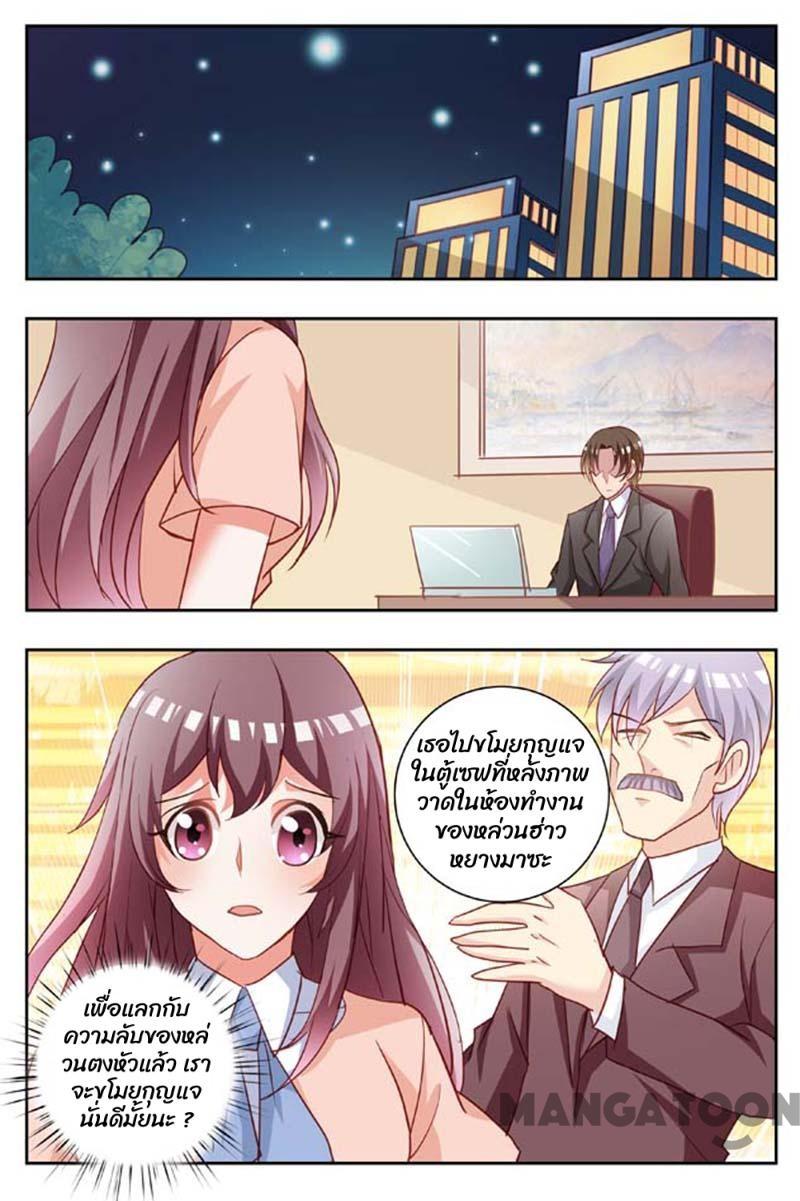 เธอไปขโมยกุญแจ
ในตู้เซฟที่หลังภาพ
วาดในห้องทำงาน
ของหล่วนฮ่าว
หยางมาซะ
เพื่อแลกกับ
ความลับของหล่
วนตงหัวแล้ว เรา
จะขโมยกุญแจ
นั่นดีมั้ยนะ ?
MANGATOON